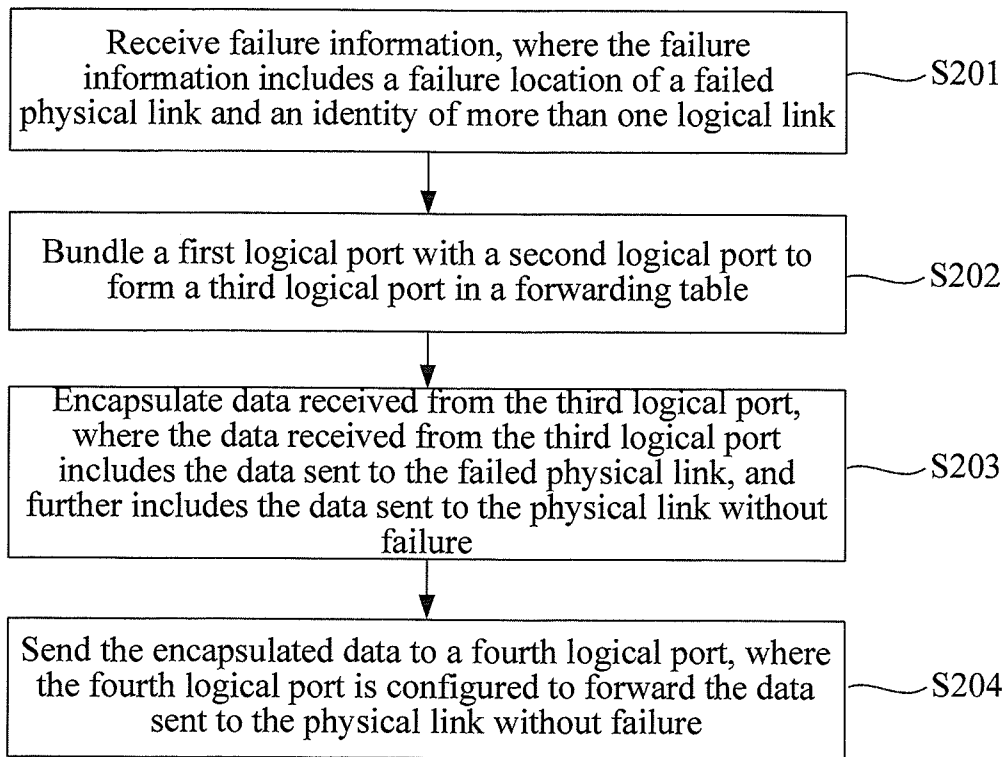 Receive failure information, where the failure
information includes a failure location of a failed
physical link and an identity of more than one logical link
S201
Bundle a first logical port with a second logical port to
form a third logical port in a forwarding table
S202
Encapsulate data received from the third logical port,
where the data received from the third logical port
includes the data sent to the failed physical link, and
further includes the data sent to the physical link without
failure
S203
Send the encapsulated data to a fourth logical port, where
the fourth logical port is configured to forward the data
sent to the physical link without failure
S204